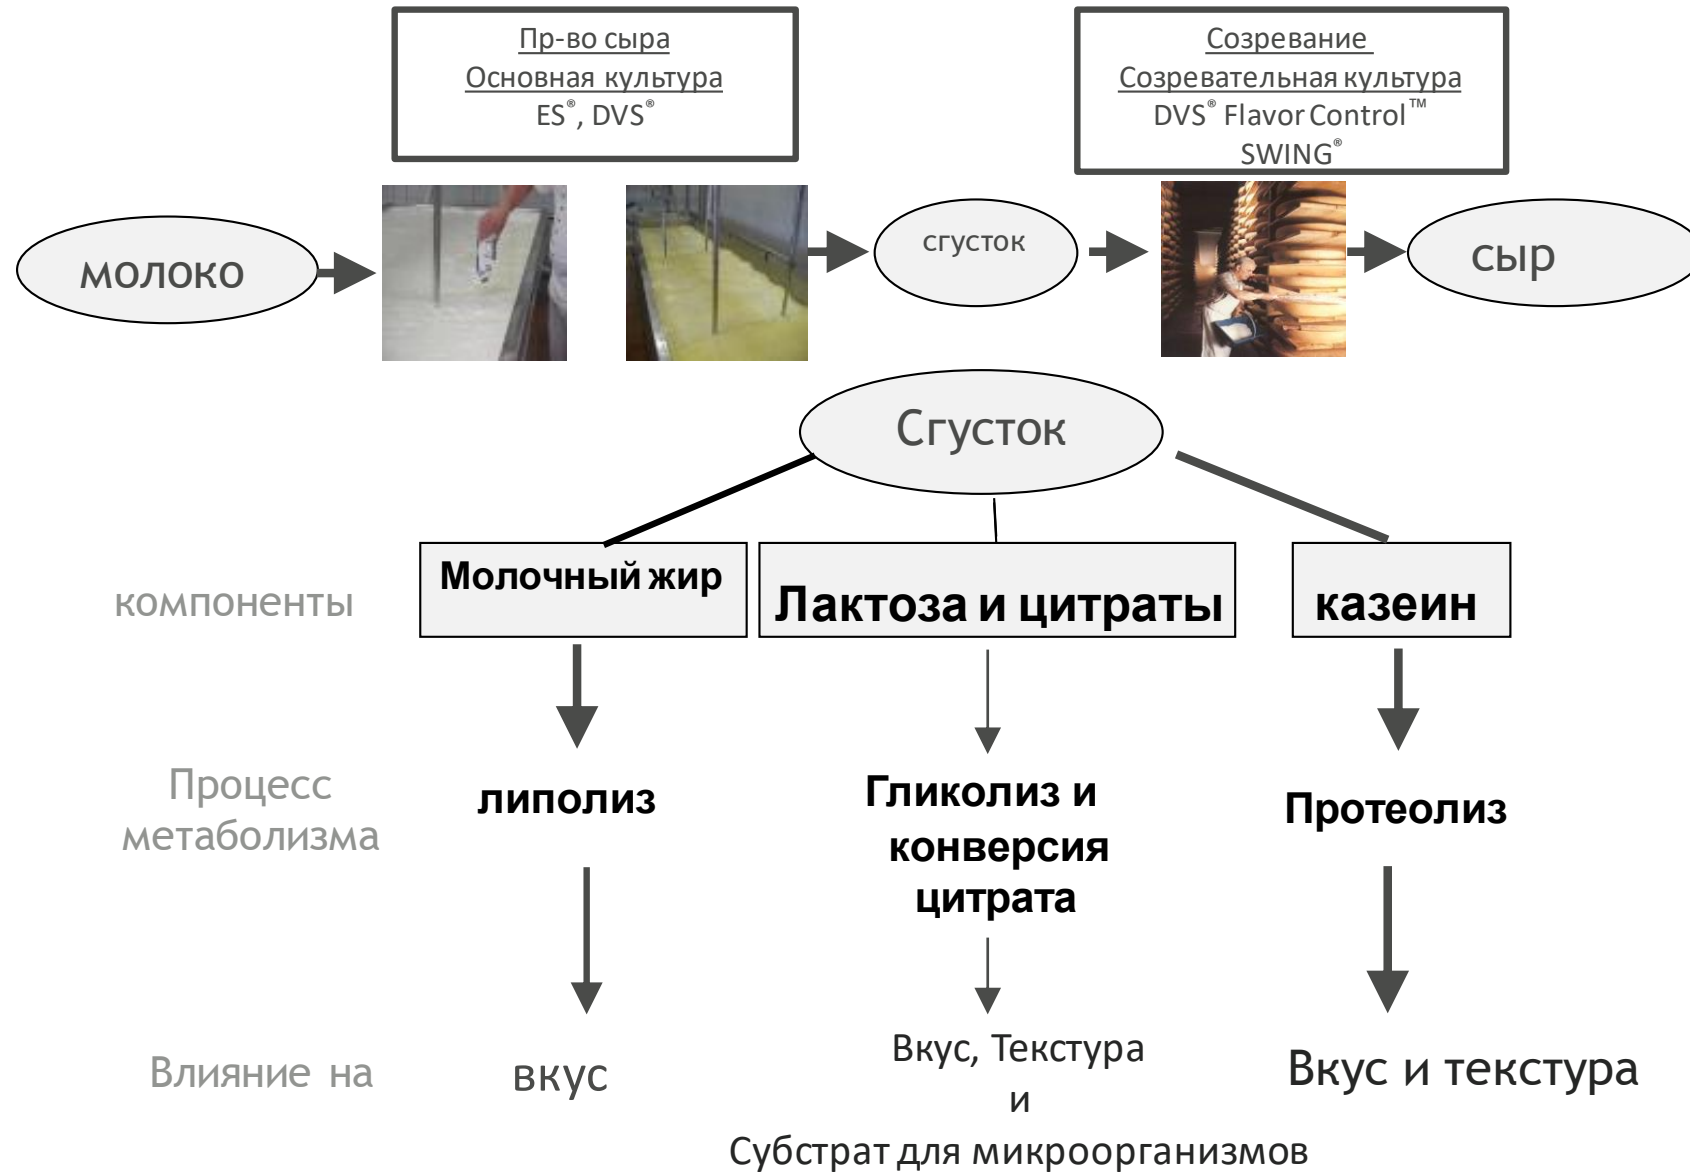 Пр-во сыра
Основная культура
ES®, DVS®
Созревание
Созревательная культура
DVS® Flavor Control™
SWING®
молоко
сгусток
сыр
Сгусток
компоненты
Молочный жир
Лактоза и цитраты
казеин
Процесс
метаболизма
липолиз
Гликолиз и
конверсия
цитрата
Протеолиз
Влияние на
вкус
Вкус, Текстура
и
Субстрат для микроорганизмов
Вкус и текстура